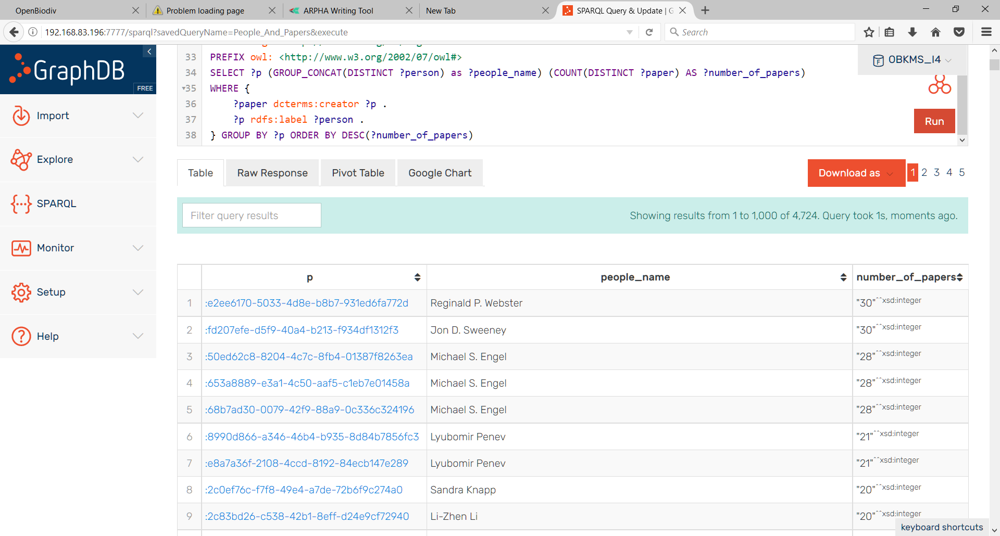 OpenBiodiv
Problem loading page
ARPHA Writing Tool
New Tab
SPARQL Query & Update | G
192.168.83.196:7777/sparql?savedQueryName=People_And_Papers&execute
Search
GraphDB
FREE
Import
Explore
SPARQL
Monitor
Setup
Help
OBKMS_I4
33 PREFIX owl: <http://www.w3.org/2002/07/owl#>
34 SELECT ?p (GROUP_CONCAT(DISTINCT ?person) as ?people_name) (COUNT(DISTINCT ?paper) AS ?number_of_papers)
35 WHERE {
36 ?paper dcterms:creator ?p .
37 ?p rdfs:label ?person .
38 } GROUP BY ?p ORDER BY DESC(?number_of_papers)
Run
Table Raw Response Pivot Table Google Chart
Download as 1 2 3 4 5
Filter query results
Showing results from 1 to 1,000 of 4,724. Query took 1s, moments ago.
p people_name number_of_papers
1 :e2ee6170-5033-4d8e-b8b7-931ed6fa772d Reginald P. Webster "30"^^xsd:integer
2 :fd207efe-d5f9-40a4-b213-f934df1312f3 Jon D. Sweeney "30"^^xsd:integer
3 :50ed62c8-8204-4c7c-8fb4-01387f8263ea Michael S. Engel "28"^^xsd:integer
4 :653a8889-e3a1-4c50-aaf5-c1eb7e01458a Michael S. Engel "28"^^xsd:integer
5 :68b7ad30-0079-42f9-88a9-0c336c324196 Michael S. Engel "28"^^xsd:integer
6 :8990d866-a346-46b4-b935-8d84b7856fc3 Lyubomir Penev "21"^^xsd:integer
7 :e8a7a36f-2108-4ccd-8192-84ecb147e289 Lyubomir Penev "21"^^xsd:integer
8 :2c0ef76c-f7f8-49e4-a7de-72b6f9c274a0 Sandra Knapp "20"^^xsd:integer
9 :2c83bd26-c538-42b1-8eff-d24e9cf72940 Li-Zhen Li "20"^^xsd:integer
keyboard shortcuts